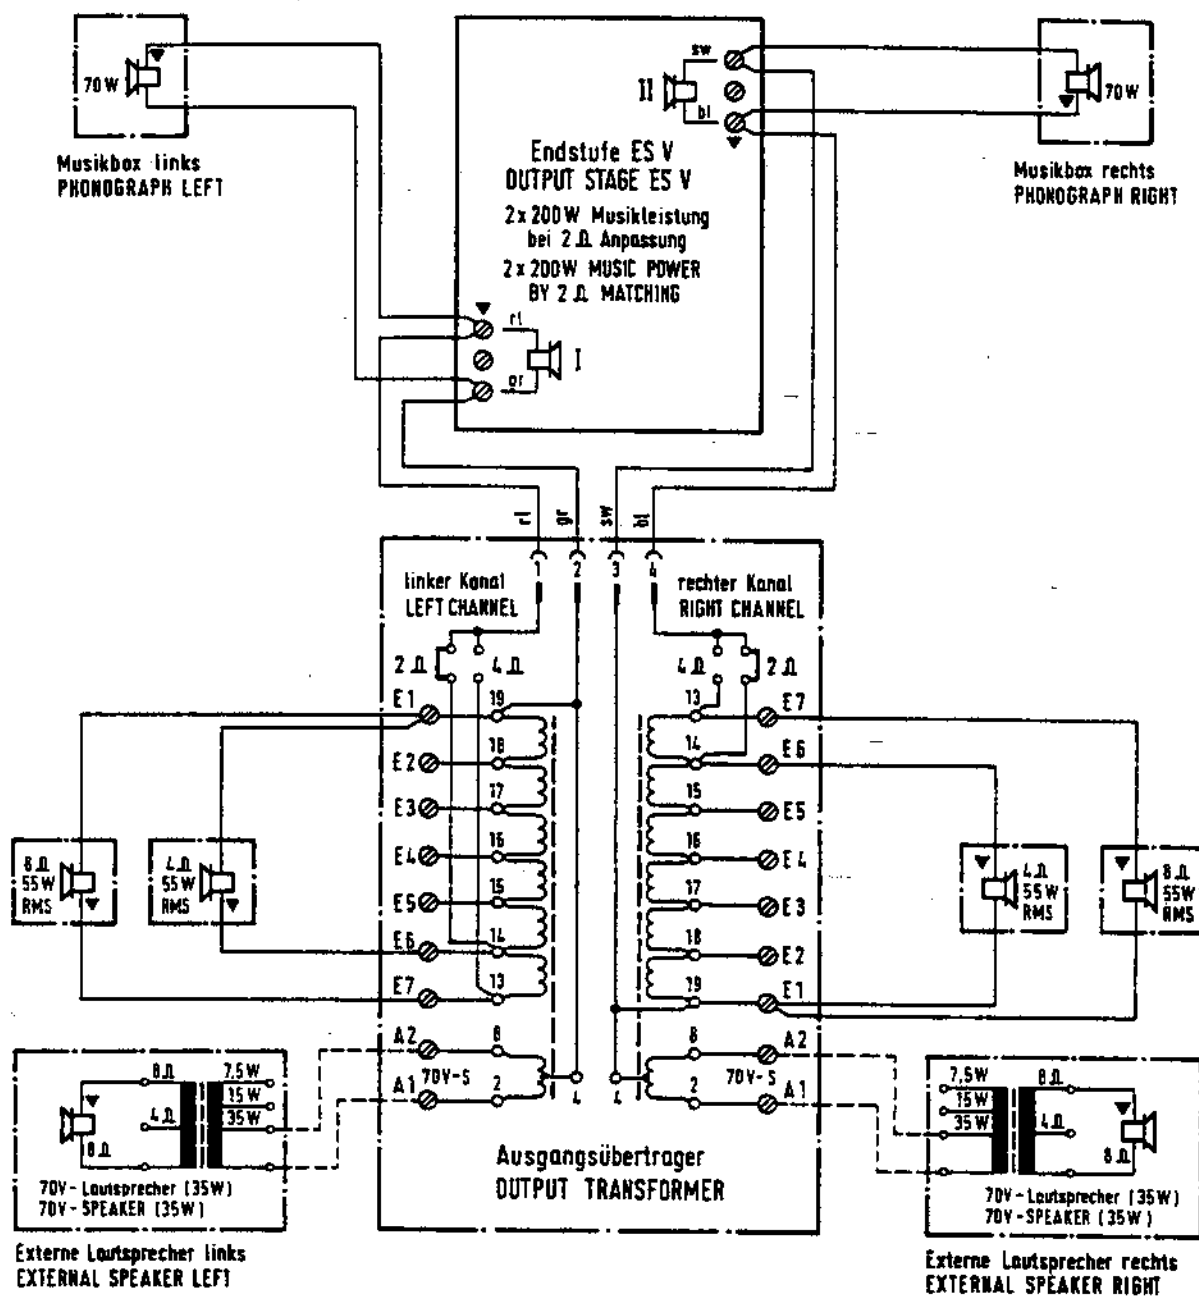 70W
Musikbox links
PHONOGRAPH LEFT
II
sw
bl
70W
Musikbox rechts
PHONOGRAPH RIGHT
Endstufe ES V
OUTPUT STAGE ES V
2x200W Musikleistung
bei 2 Ω Anpassung
2x200W MUSIC POWER
BY 2 Ω MATCHING
rt
gr
I
rt
gr
sw
bl
1
2
3
4
linker Kanal
LEFT CHANNEL
rechter Kanal
RIGHT CHANNEL
2 Ω
4 Ω
4 Ω
2 Ω
E1
19
13
E7
E2
18
14
E6
E3
17
15
E5
E4
16
16
E4
E5
15
17
E3
E6
14
18
E2
E7
13
19
E1
8 Ω
55W
RMS
4 Ω
55W
RMS
4 Ω
55W
RMS
8 Ω
55W
RMS
A2
8
8
A2
A1
70V-S
2
4
4
70V-S
2
A1
8 Ω
4 Ω
8 Ω
7,5W
15W
35W
70V-Lautsprecher (35W)
70V-SPEAKER (35W)
Externe Lautsprecher links
EXTERNAL SPEAKER LEFT
Ausgangsübertrager
OUTPUT TRANSFORMER
7,5W
15W
35W
8 Ω
4 Ω
8 Ω
70V-Lautsprecher (35W)
70V-SPEAKER (35W)
Externe Lautsprecher rechts
EXTERNAL SPEAKER RIGHT